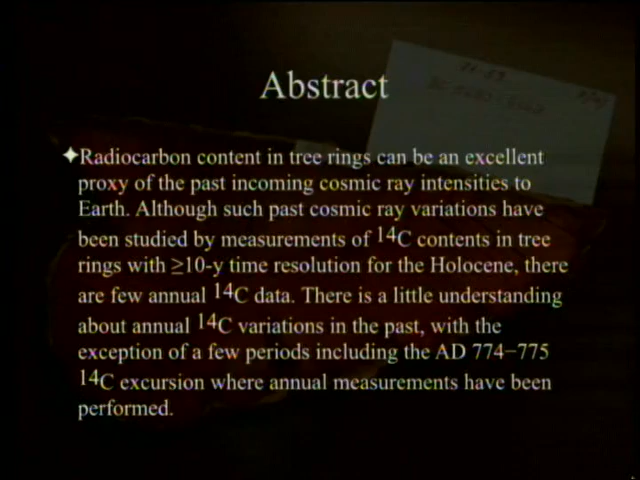 Abstract
✦Radiocarbon content in tree rings can be an excellent
proxy of the past incoming cosmic ray intensities to
Earth. Although such past cosmic ray variations have
been studied by measurements of ¹⁴C contents in tree
rings with ≥10-y time resolution for the Holocene, there
are few annual ¹⁴C data. There is a little understanding
about annual ¹⁴C variations in the past, with the
exception of a few periods including the AD 774−775
¹⁴C excursion where annual measurements have been
performed.